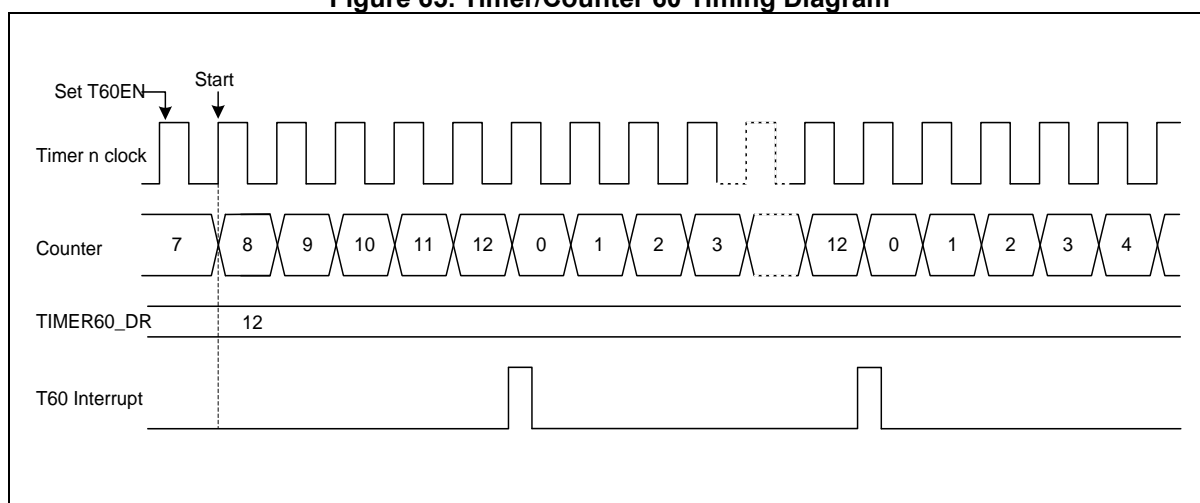 Figure 65. Timer/Counter 60 Timing Diagram
Start
Set T60EN
Timer n clock
Counter 7 8 9 10 11 12 0 1 2 3 12 0 1 2 3 4
TIMER60_DR 12
T60 Interrupt